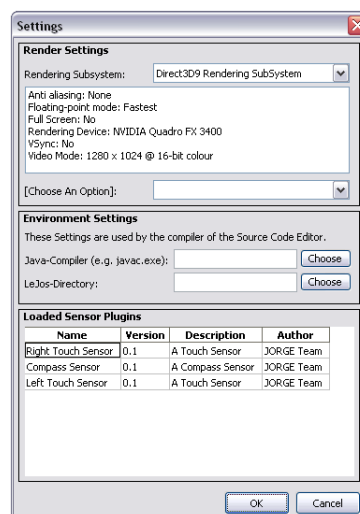 Settings
Render Settings
Rendering Subsystem: Direct3D9 Rendering SubSystem
Anti aliasing: None
Floating-point mode: Fastest
Full Screen: No
Rendering Device: NVIDIA Quadro FX 3400
VSync: No
Video Mode: 1280 x 1024 @ 16-bit colour
[Choose An Option]:
Environment Settings
These Settings are used by the compiler of the Source Code Editor.
Java-Compiler (e.g. javac.exe): Choose
LeJos-Directory: Choose
Loaded Sensor Plugins
Name Version Description Author
Right Touch Sensor 0.1 A Touch Sensor JORGE Team
Compass Sensor 0.1 A Compass Sensor JORGE Team
Left Touch Sensor 0.1 A Touch Sensor JORGE Team
OK Cancel